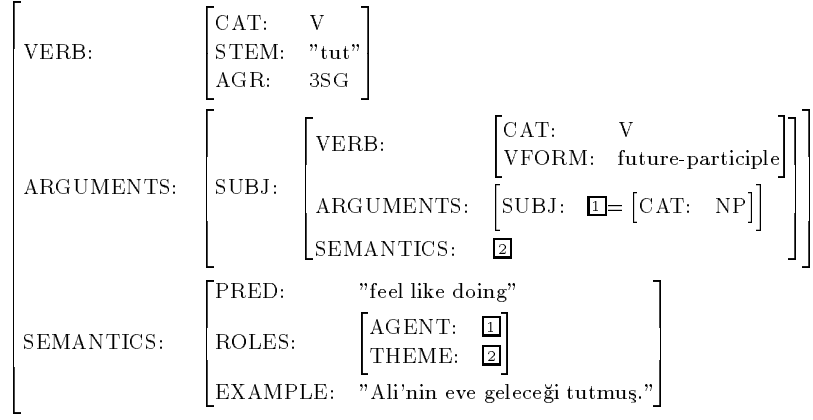 CAT: V
VERB: STEM: "tut"
AGR: 3SG
CAT: V
VERB:
VFORM: future-participle
ARGUMENTS: SUBJ:
ARGUMENTS: SUBJ: 1= CAT: NP
SEMANTICS: 2
PRED: "feel like doing"
AGENT: 1
SEMANTICS: ROLES:
THEME: 2
EXAMPLE: "Ali'nin eve geleceği tutmuş."